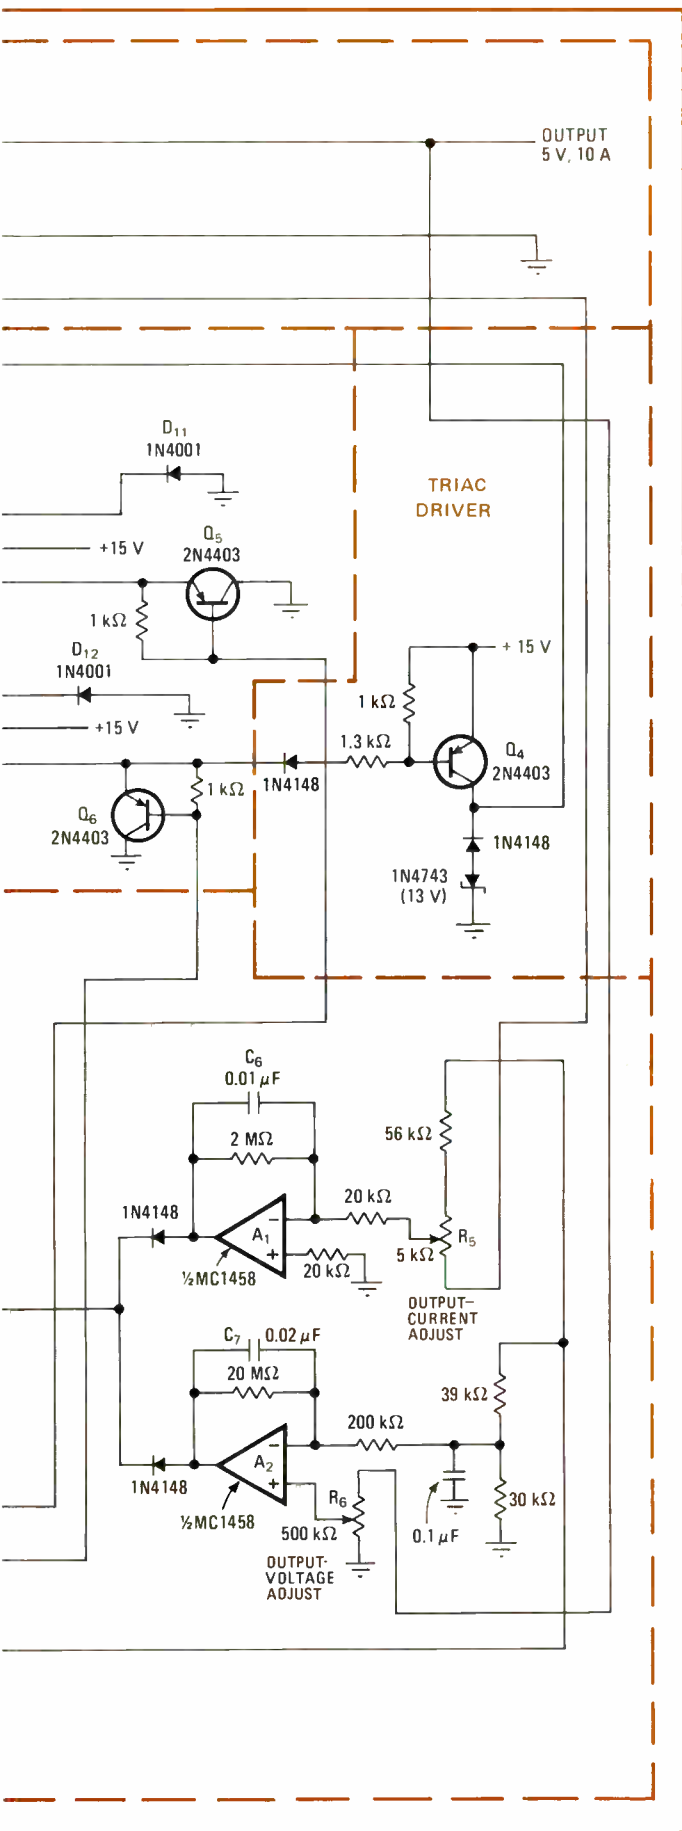 OUTPUT
5 V, 10 A
D11
1N4001
TRIAC
DRIVER
+15 V
Q5
2N4403
1 kΩ
D12
1N4001
+ 15 V
1 kΩ
+15 V
1.3 kΩ
Q4
2N4403
1 kΩ
1N4148
Q6
2N4403
1N4148
1N4743
(13 V)
C6
0.01 μF
56 kΩ
2 MΩ
20 kΩ
1N4148
A1
−
+
R5
5 kΩ
½MC1458
20 kΩ
OUTPUT–
CURRENT
ADJUST
C7
0.02 μF
20 MΩ
39 kΩ
200 kΩ
A2
−
+
1N4148
R6
30 kΩ
½MC1458
500 kΩ
0.1 μF
OUTPUT-
VOLTAGE
ADJUST